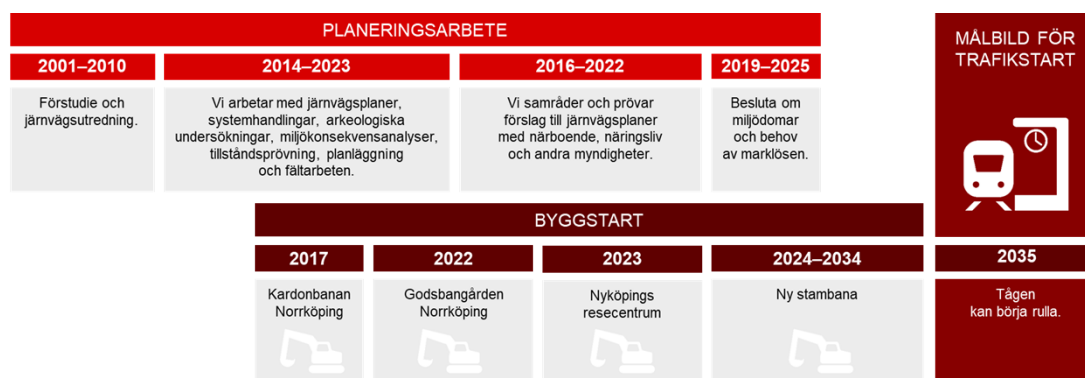 PLANERINGSARBETE
2001–2010
Förstudie och
järnvägsutredning.
2014–2023
Vi arbetar med järnvägsplaner,
systemhandlingar, arkeologiska
undersökningar, miljökonsekvensanalyser,
tillståndsprövning, planläggning
och fältarbeten.
2016–2022
Vi samråder och prövar
förslag till järnvägsplaner
med närboende, näringsliv
och andra myndigheter.
2019–2025
Besluta om
miljödomar
och behov
av marklösen.
MÅLBILD FÖR
TRAFIKSTART
BYGGSTART
2017
Kardonbanan
Norrköping
2022
Godsbangården
Norrköping
2023
Nyköpings
resecentrum
2024–2034
Ny stambana
2035
Tågen
kan börja rulla.